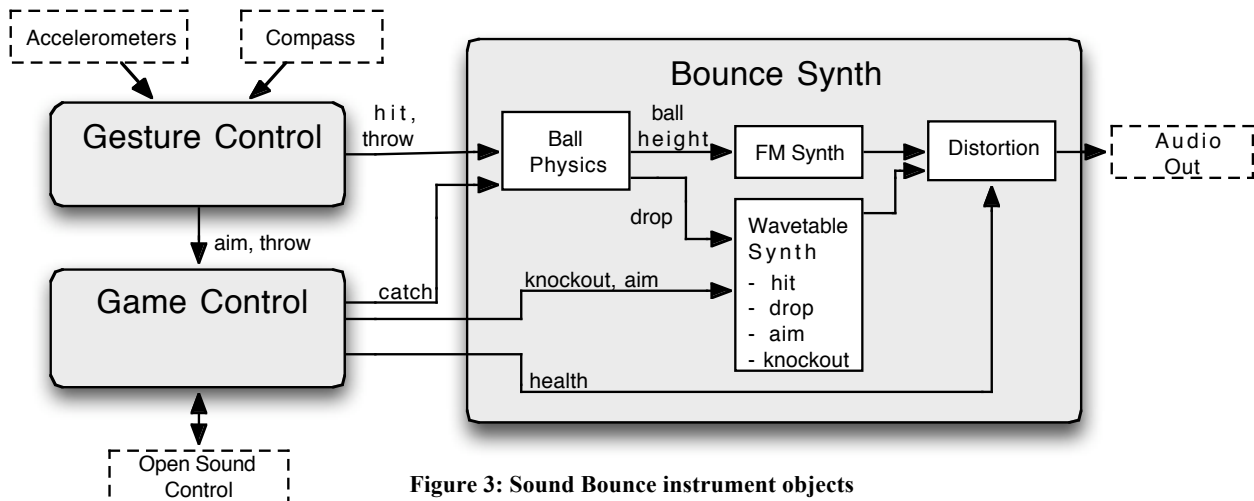 Accelerometers
Compass
Gesture Control
hit,
throw
aim, throw
Game Control
catch
knockout, aim
health
Open Sound
Control
Bounce Synth
Ball
Physics
ball
height
drop
FM Synth
Wavetable
Synth
- hit
- drop
- aim
- knockout
Distortion
Audio
Out
Figure 3: Sound Bounce instrument objects